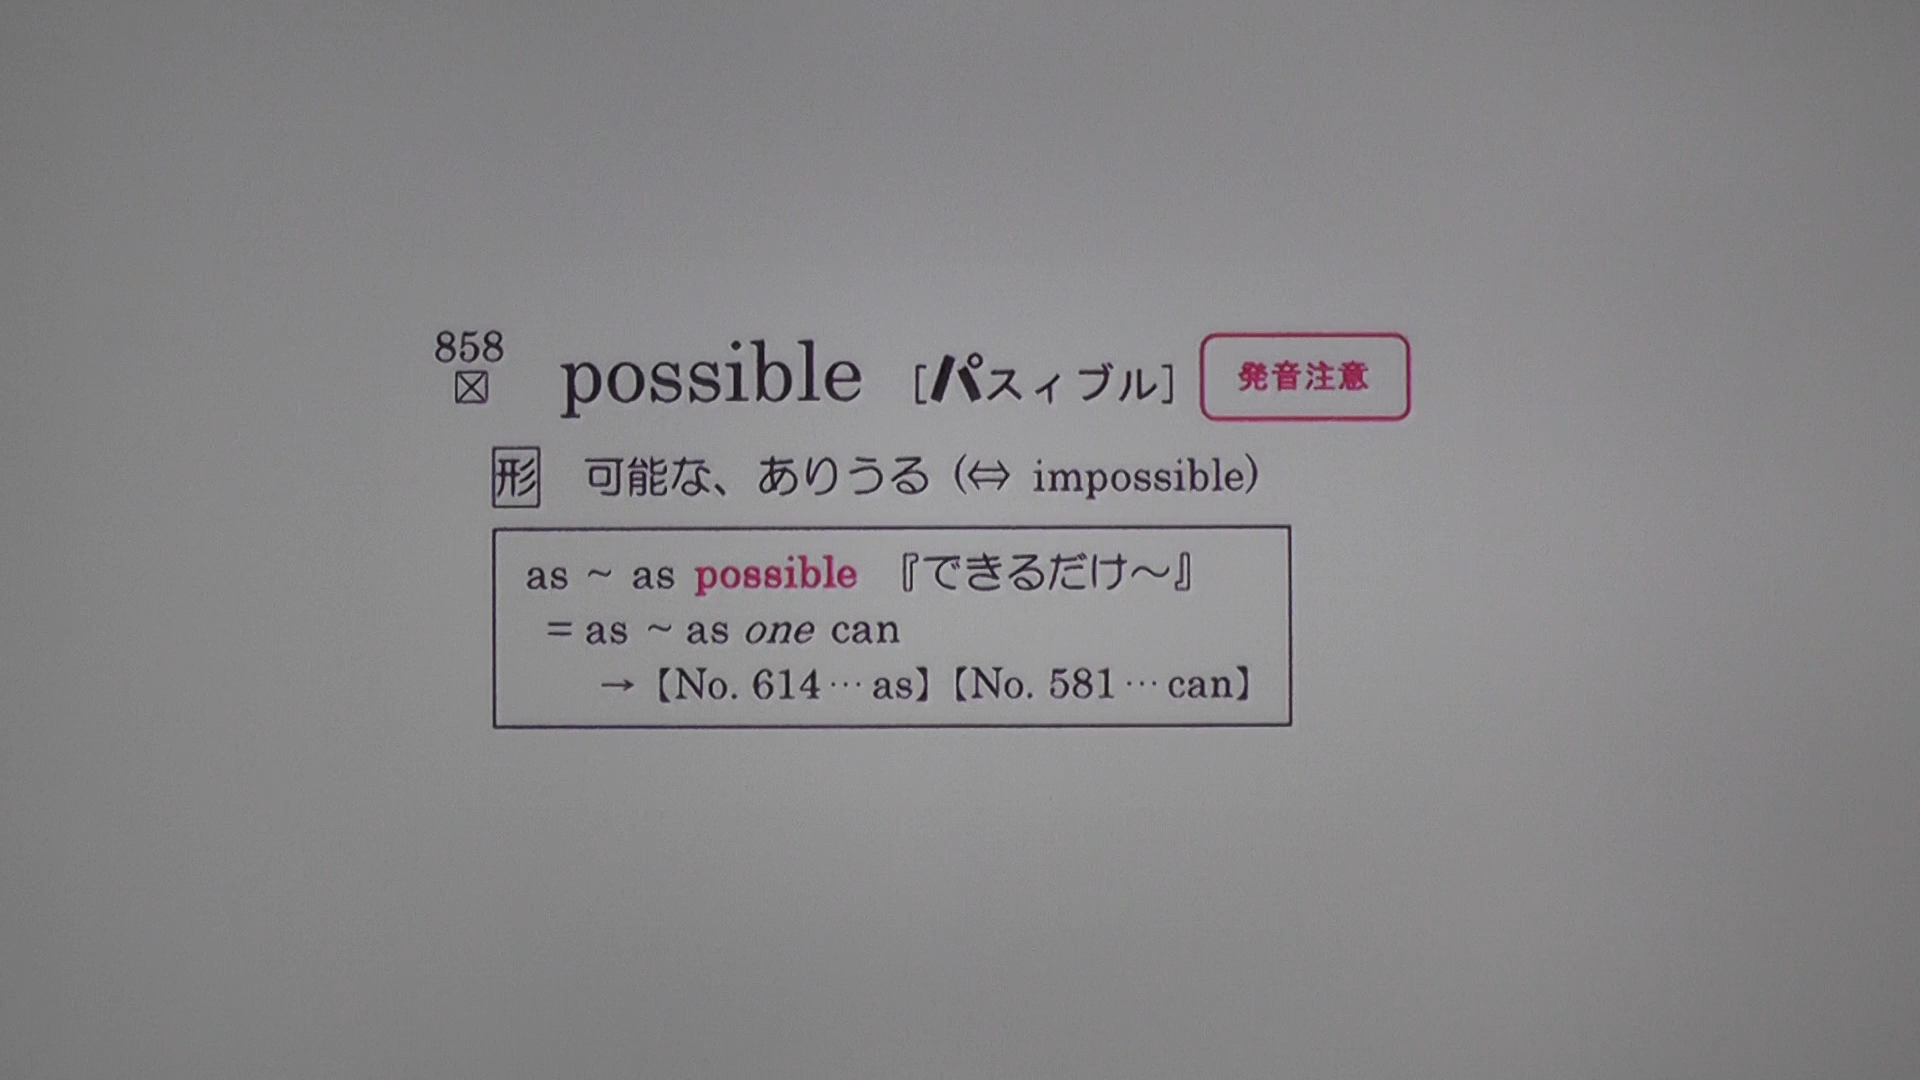 858
☒ possible [パスィブル] 発音注意
形 可能な、ありうる (⇔ impossible)
as ~ as possible 『できるだけ〜』
= as ~ as one can
→【No. 614… as】【No. 581… can】